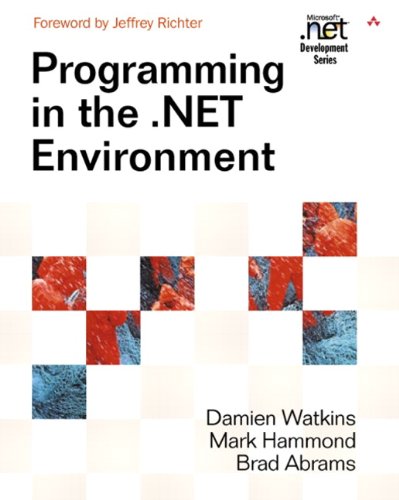 Foreword by Jeffrey Richter
Microsoft
.net
Development
Series
Programming
in the .NET
Environment
Damien Watkins
Mark Hammond
Brad Abrams